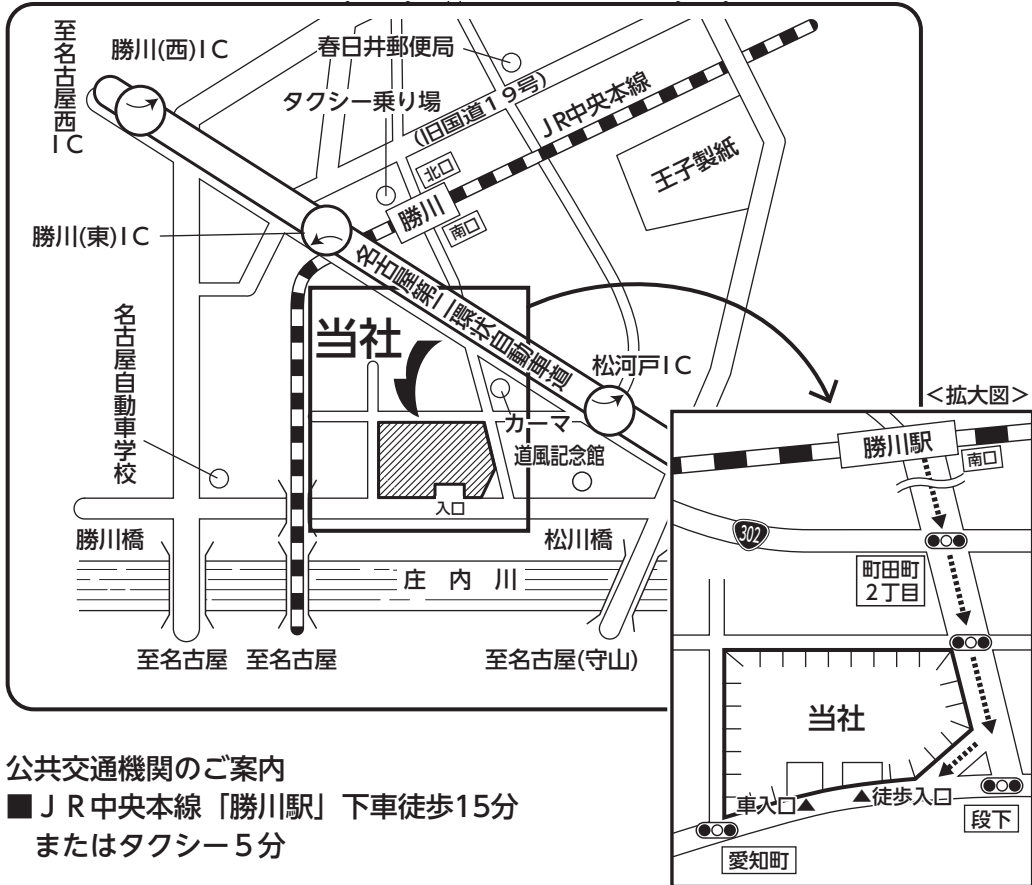 至名古屋西IC
勝川(西)IC
春日井郵便局
タクシー乗り場
(旧国道19号)
JR中央本線
王子製紙
北口
勝川
南口
勝川(東)IC
名古屋第二環状自動車道
名古屋自動車学校
当社
松河戸IC
カーマ
道風記念館
入口
勝川橋
松川橋
庄内川
至名古屋
至名古屋
至名古屋(守山)
<拡大図>
勝川駅
南口
302
町田町
2丁目
当社
車入口▲
▲徒歩入口
段下
愛知町
公共交通機関のご案内
■JR中央本線「勝川駅」下車徒歩15分
またはタクシー5分